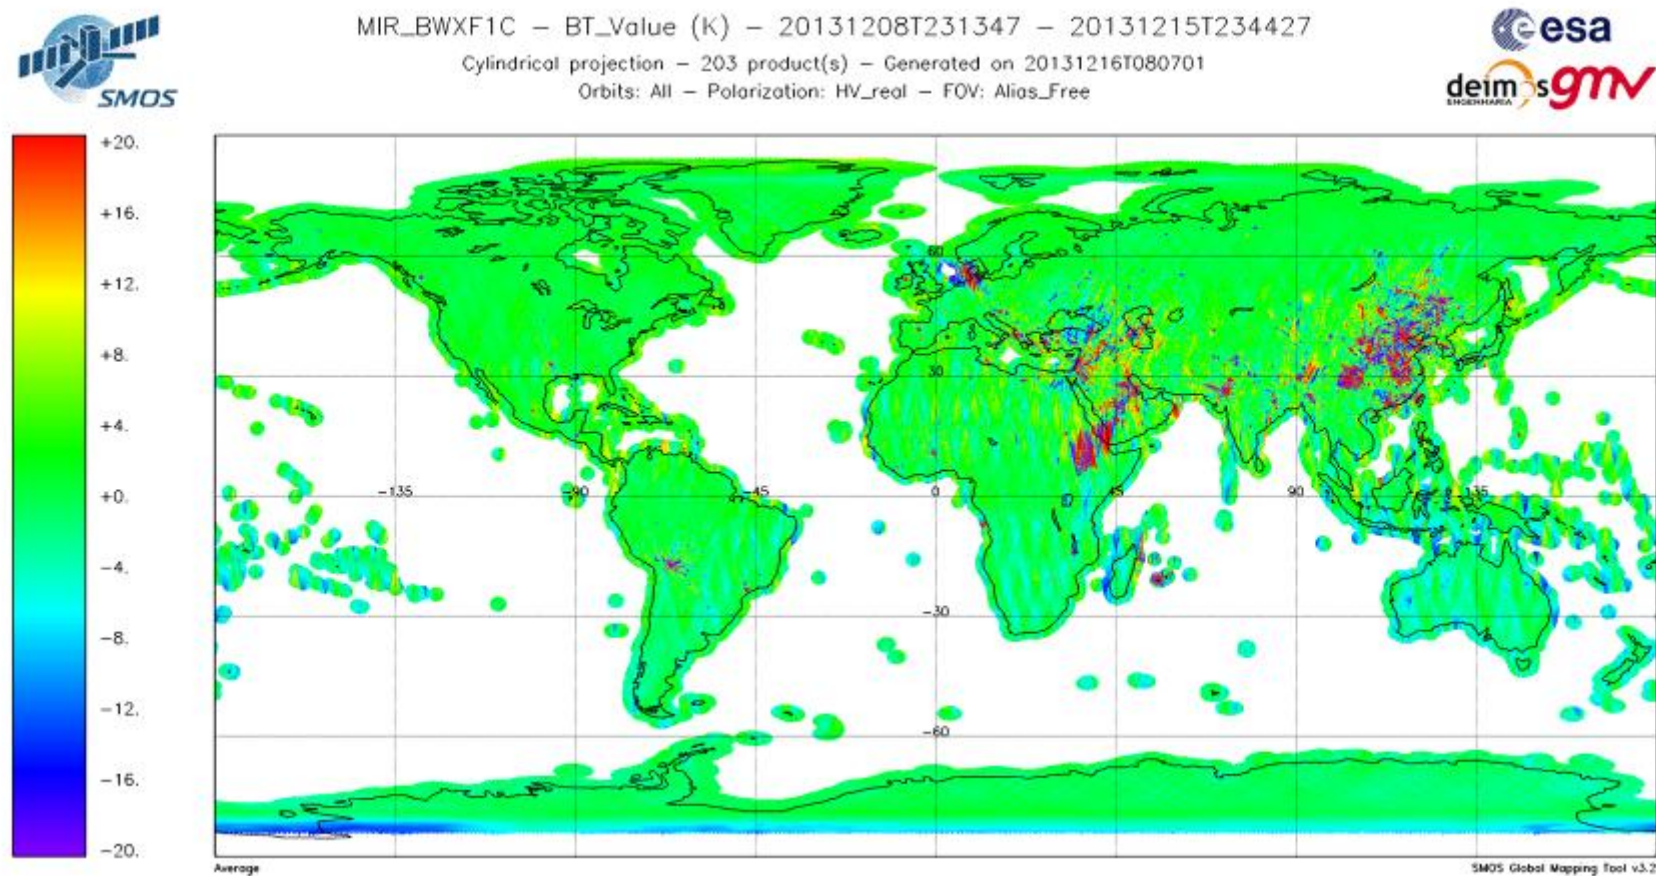 MIR_BWXF1C – BT_Value (K) – 20131208T231347 – 20131215T234427
Cylindrical projection – 203 product(s) – Generated on 20131216T080701
Orbits: All – Polarization: HV_real – FOV: Alias_Free
SMOS
esa
deimos gmv
ENGENHARIA
+20.
+16.
+12.
+8.
+4.
+0.
-4.
-8.
-12.
-16.
-20.
60
30
-135 -90 -45 0 45 90 135
-30
-60
Average
SMOS Global Mapping Tool v3.2